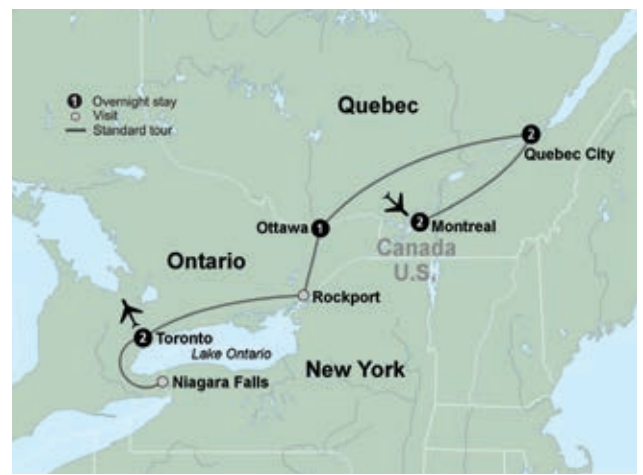 1 Overnight stay
Visit
Standard tour
Quebec
2
Quebec City
Ottawa 1
2 Montreal
Canada
U.S.
Ontario
Rockport
2 Toronto
Lake Ontario
New York
Niagara Falls